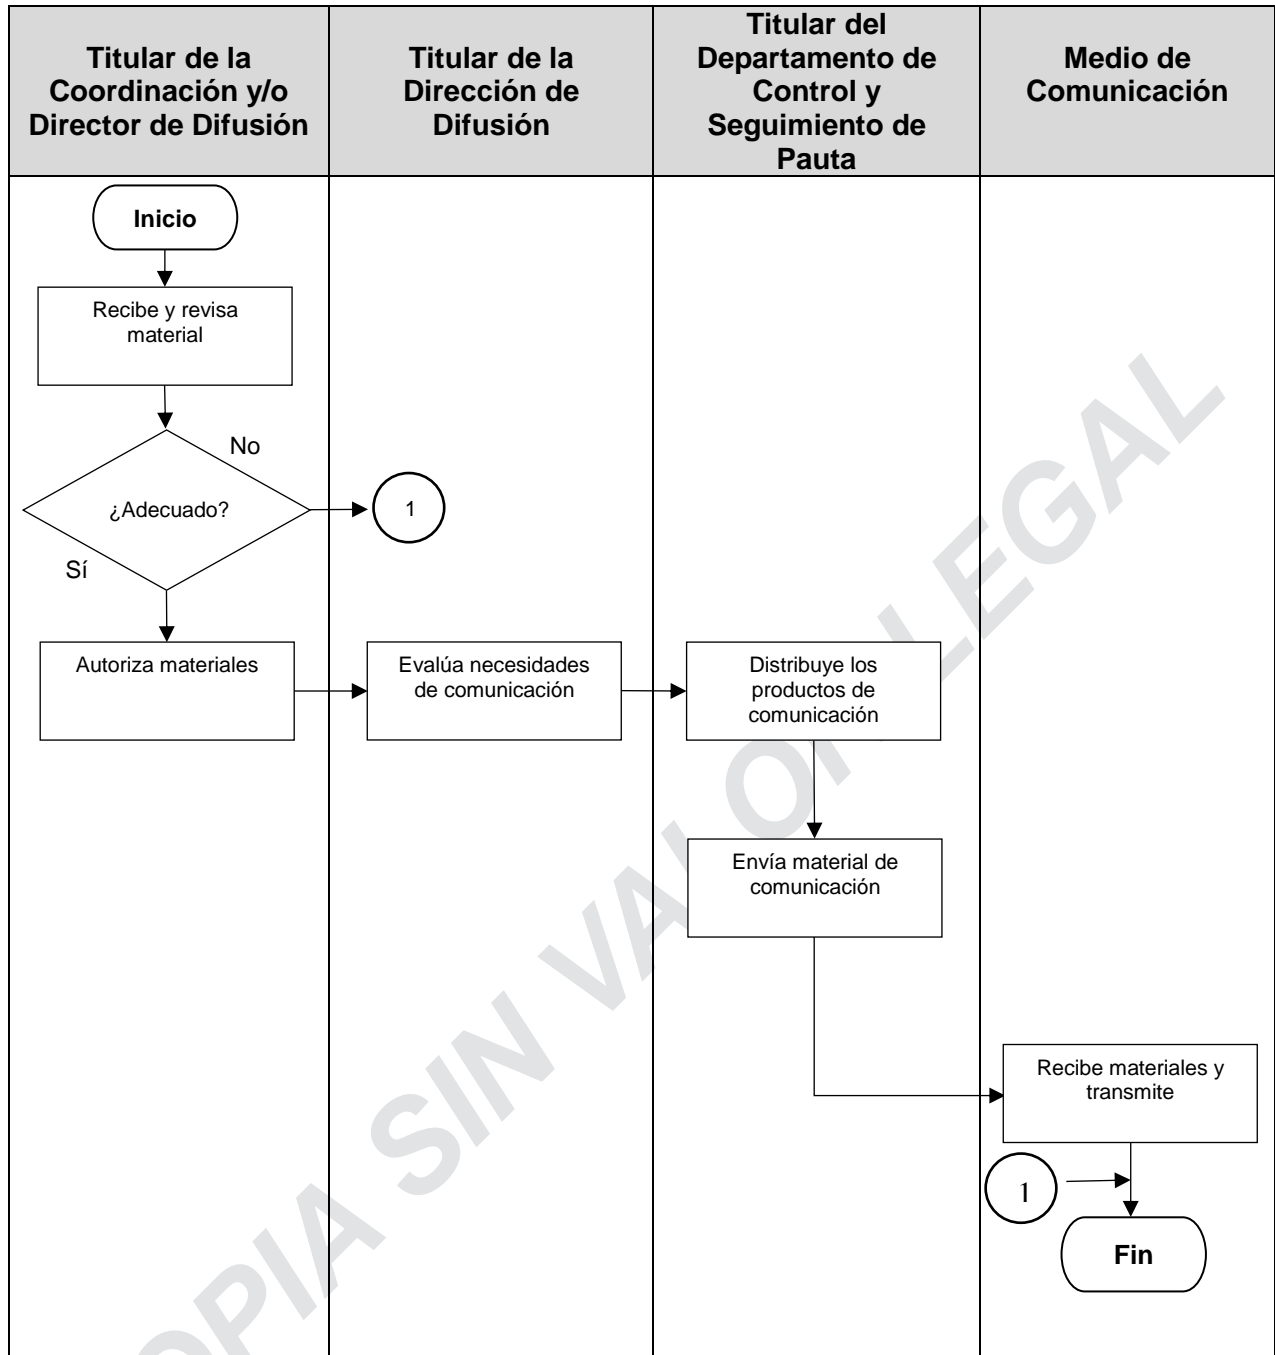 Titular de la
Coordinación y/o
Director de Difusión
Titular de la
Dirección de
Difusión
Titular del
Departamento de
Control y
Seguimiento de
Pauta
Medio de
Comunicación
Inicio
Recibe y revisa
material
No
¿Adecuado?
1
Sí
Autoriza materiales
Evalúa necesidades
de comunicación
Distribuye los
productos de
comunicación
Envía material de
comunicación
Recibe materiales y
transmite
1
Fin
OPIA SIN VALOR LEGAL